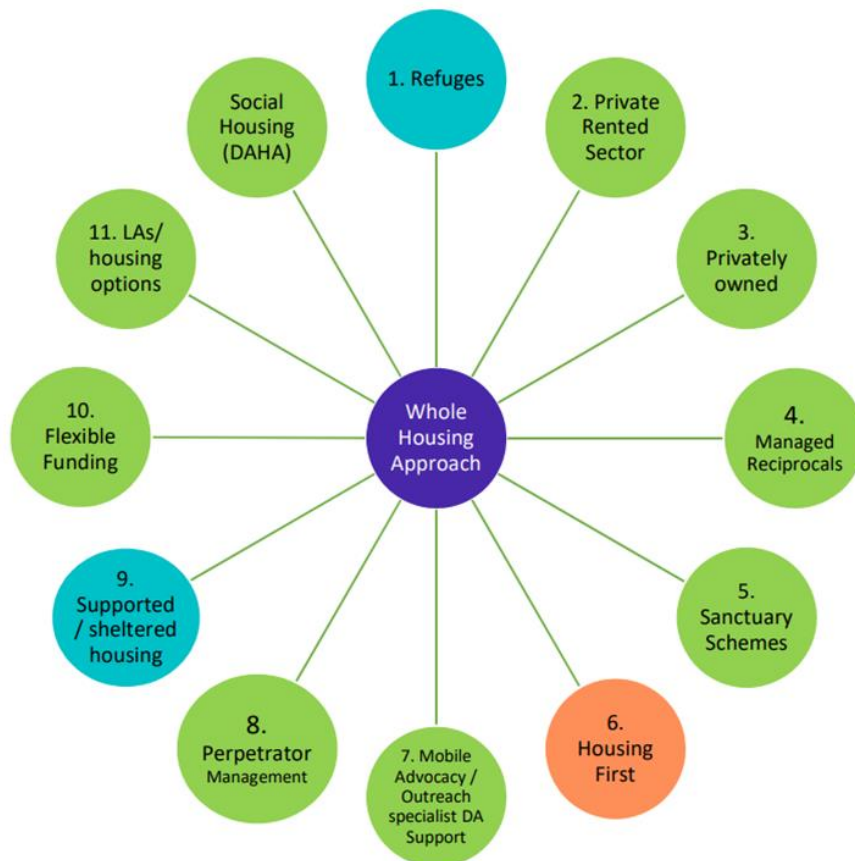 1. Refuges
2. Private
Rented
Sector
3.
Privately
owned
4.
Managed
Reciprocals
5.
Sanctuary
Schemes
6.
Housing
First
7. Mobile
Advocacy /
Outreach
specialist DA
Support
8.
Perpetrator
Management
9.
Supported
/ sheltered
housing
10.
Flexible
Funding
11. LAs/
housing
options
Social
Housing
(DAHA)
Whole
Housing
Approach